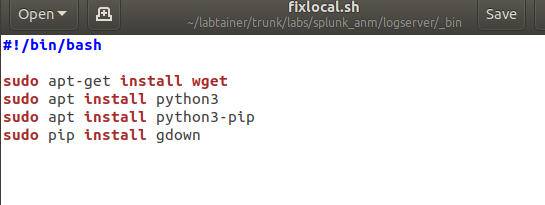 Open
fixlocal.sh
~/labtainer/trunk/labs/splunk_anm/logserver/_bin
Save
#!/bin/bash
sudo apt-get install wget
sudo apt install python3
sudo apt install python3-pip
sudo pip install gdown